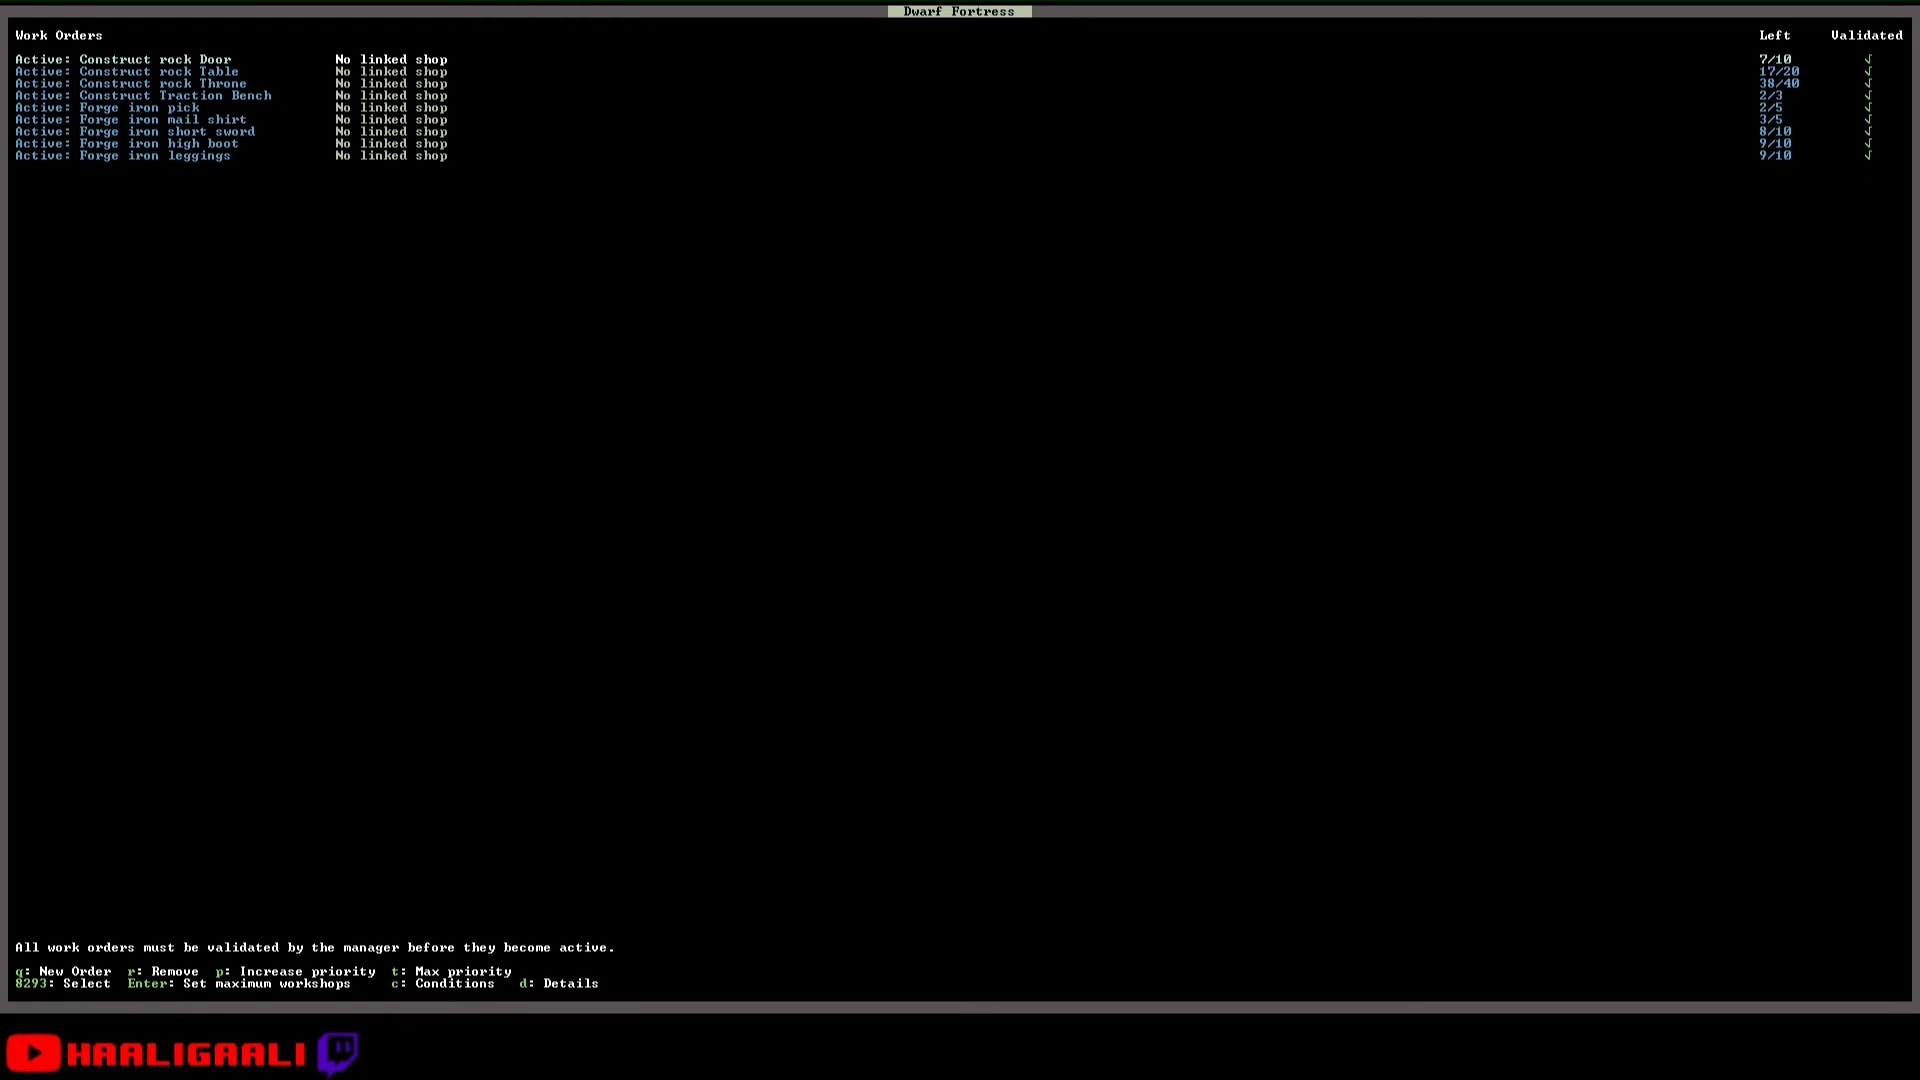 Dwarf Fortress
Work Orders Left Validated
Active: Construct rock Door No linked shop 7/10 √
Active: Construct rock Table No linked shop 17/20 √
Active: Construct rock Throne No linked shop 38/40 √
Active: Construct Traction Bench No linked shop 2/3 √
Active: Forge iron pick No linked shop 2/5 √
Active: Forge iron mail shirt No linked shop 3/5 √
Active: Forge iron short sword No linked shop 8/10 √
Active: Forge iron high boot No linked shop 9/10 √
Active: Forge iron leggings No linked shop 9/10 √
All work orders must be validated by the manager before they become active.
q: New Order r: Remove p: Increase priority t: Max priority
8293: Select Enter: Set maximum workshops c: Conditions d: Details
HAALIGAALI